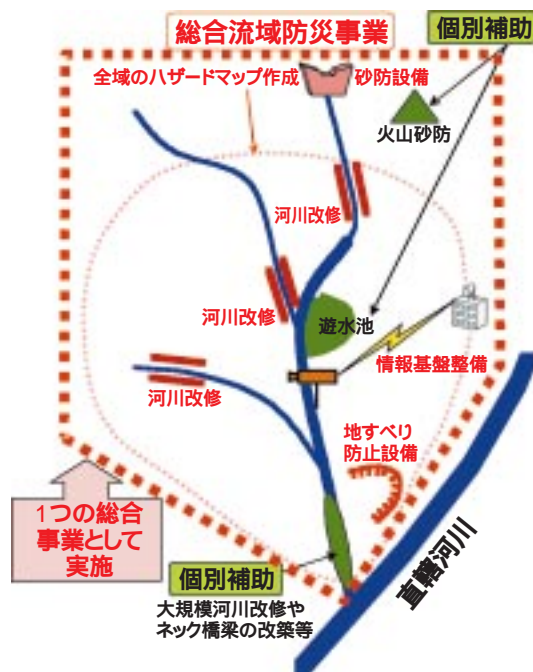 総合流域防災事業
個別補助
全域のハザードマップ作成
砂防設備
火山砂防
河川改修
河川改修
遊水池
情報基盤整備
河川改修
地すべり
防止設備
1つの総合
事業として
実施
個別補助
大規模河川改修や
ネック橋梁の改築等
直轄河川